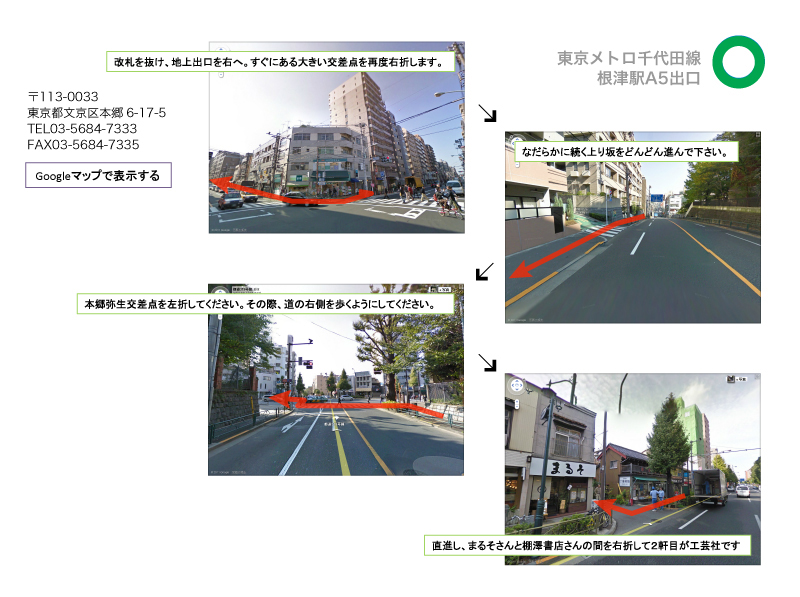 改札を抜け、地上出口を右へ。すぐにある大きい交差点を再度右折します。
東京メトロ千代田線
根津駅A5出口
〒113-0033
東京都文京区本郷 6-17-5
TEL03-5684-7333
FAX03-5684-7335
Googleマップで表示する
なだらかに続く上り坂をどんどん進んで下さい。
本郷弥生交差点を左折してください。その際、道の右側を歩くようにしてください。
まるそ
直進し、まるそさんと棚澤書店さんの間を右折して2軒目が工芸社です